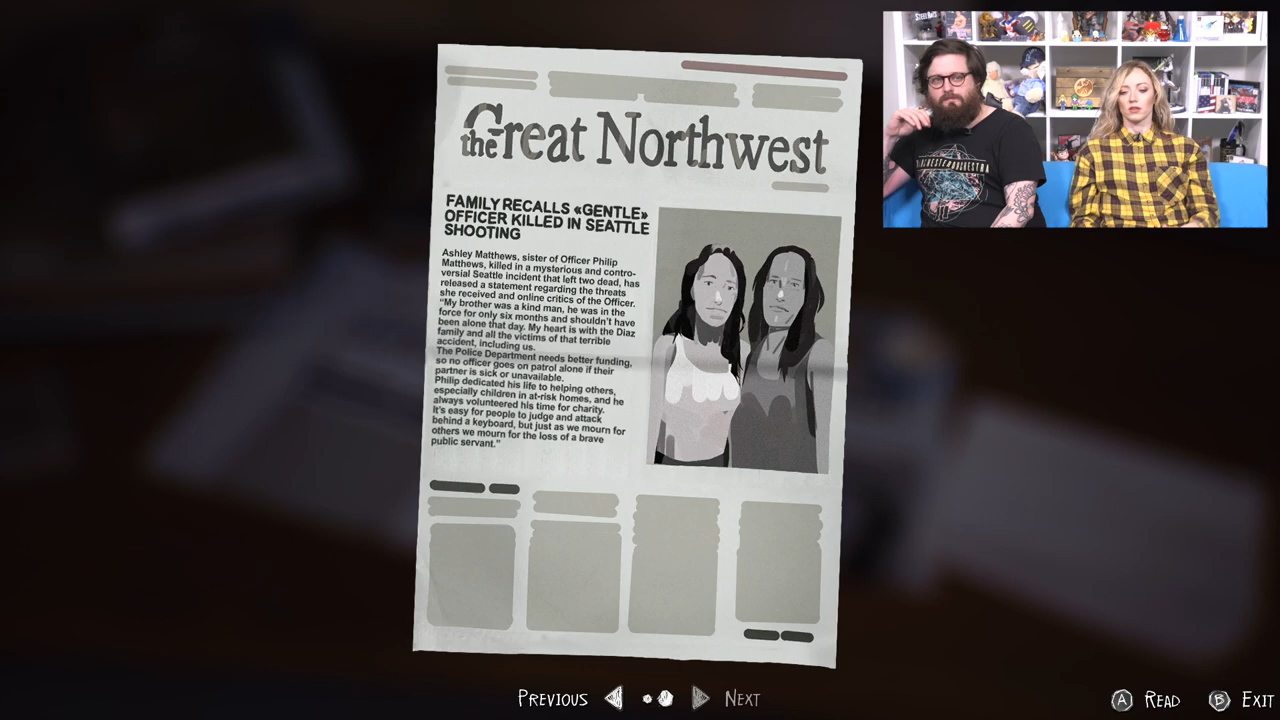 the Great Northwest
FAMILY RECALLS «GENTLE»
OFFICER KILLED IN SEATTLE
SHOOTING
Ashley Matthews, sister of Officer Philip
Matthews, killed in a mysterious and contro-
versial Seattle incident that left two dead, has
released a statement regarding the threats
she received and online critics of the Officer.
“My brother was a kind man, he was in the
force for only six months and shouldn't have
been alone that day. My heart is with the Diaz
family and all the victims of that terrible
accident, including us.
The Police Department needs better funding,
so no officer goes on patrol alone if their
partner is sick or unavailable.
Philip dedicated his life to helping others,
especially children in at-risk homes, and he
always volunteered his time for charity.
It's easy for people to judge and attack
behind a keyboard, but just as we mourn for
others we mourn for the loss of a brave
public servant.”
PREVIOUS NEXT
A READ B EXIT